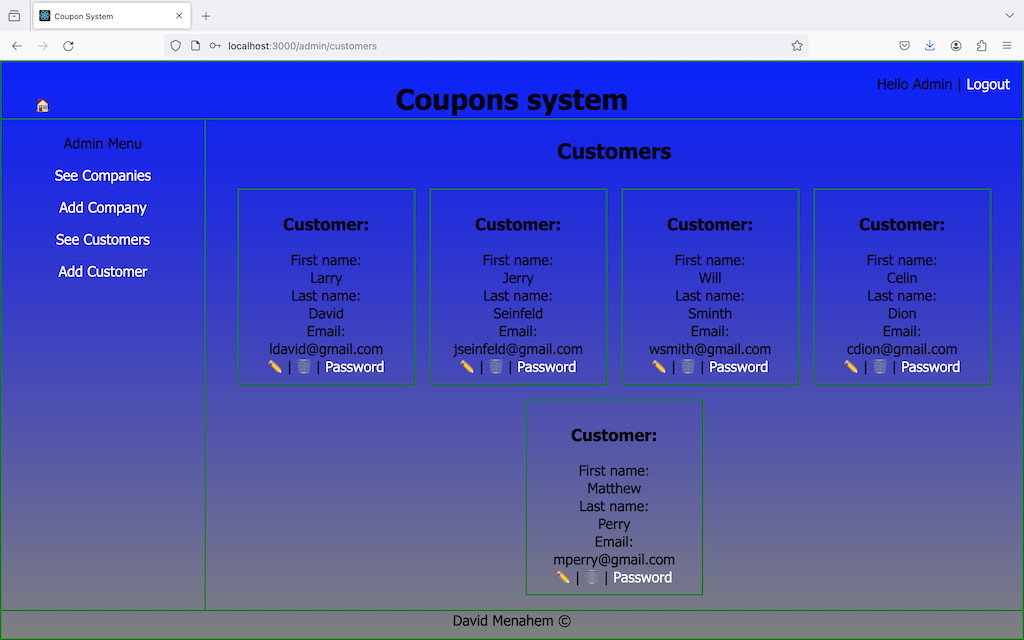 Coupon System
localhost:3000/admin/customers
Hello Admin | Logout
Coupons system
Admin Menu
See Companies
Add Company
See Customers
Add Customer
Customers
Customer:
First name:
Larry
Last name:
David
Email:
ldavid@gmail.com
✏️ | 🗑️ | Password
Customer:
First name:
Jerry
Last name:
Seinfeld
Email:
jseinfeld@gmail.com
✏️ | 🗑️ | Password
Customer:
First name:
Will
Last name:
Sminth
Email:
wsmith@gmail.com
✏️ | 🗑️ | Password
Customer:
First name:
Celin
Last name:
Dion
Email:
cdion@gmail.com
✏️ | 🗑️ | Password
Customer:
First name:
Matthew
Last name:
Perry
Email:
mperry@gmail.com
✏️ | 🗑️ | Password
David Menahem ©